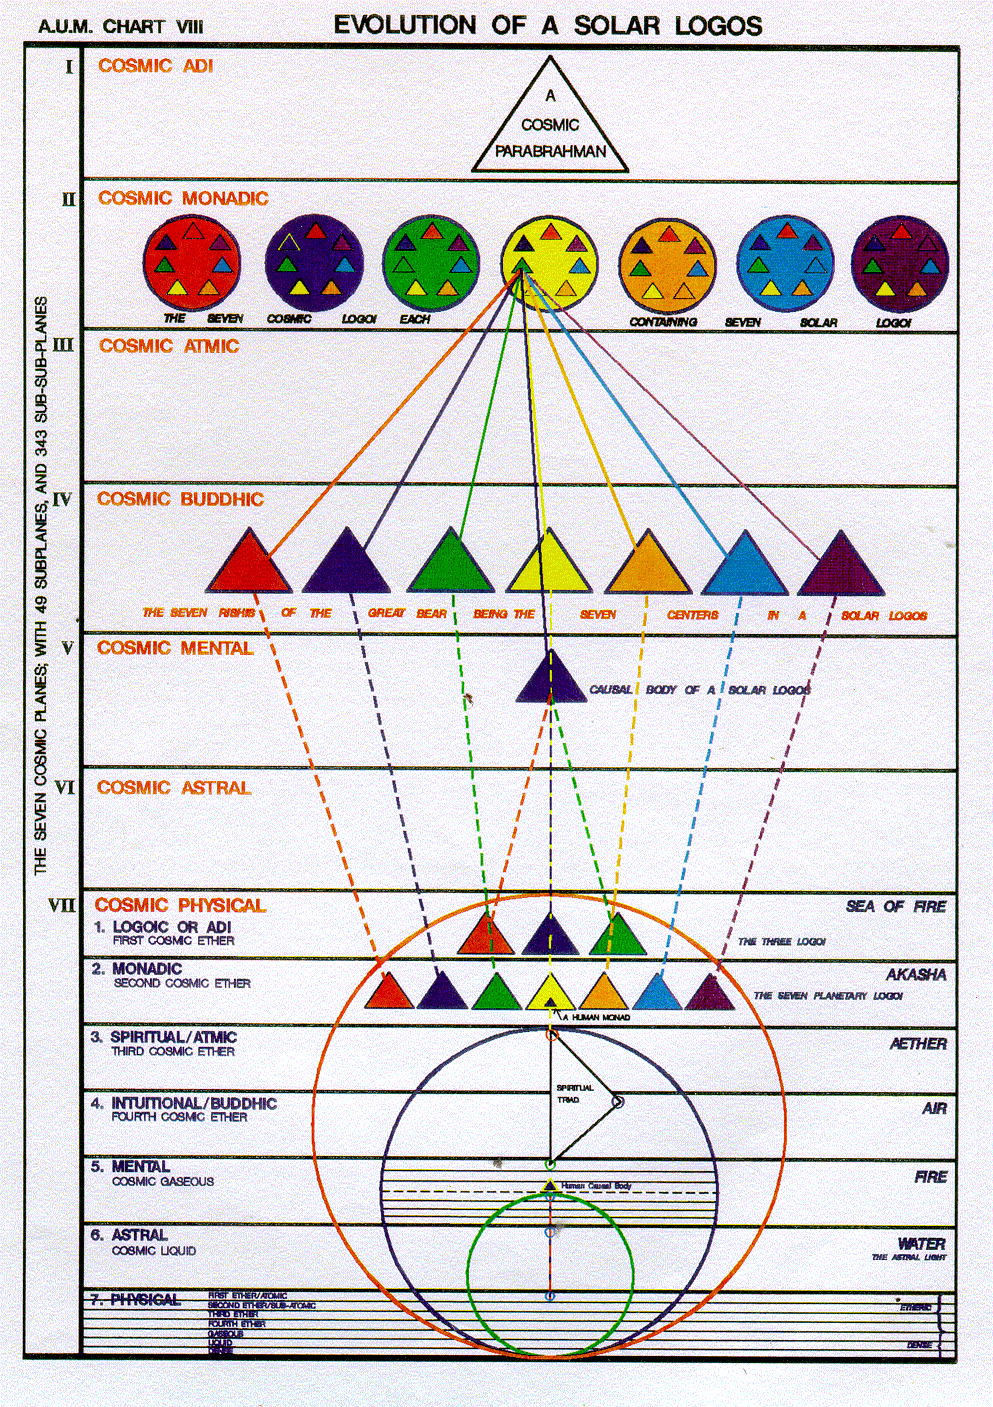 A.U.M. CHART VIII
EVOLUTION OF A SOLAR LOGOS
THE SEVEN COSMIC PLANES; WITH 49 SUBPLANES, AND 343 SUB-SUB-PLANES
I COSMIC ADI
A
COSMIC
PARABRAHMAN
II COSMIC MONADIC
THE SEVEN COSMIC LOGOI EACH CONTAINING SEVEN SOLAR LOGOI
III COSMIC ATMIC
IV COSMIC BUDDHIC
THE SEVEN RISHIS OF THE GREAT BEAR BEING THE SEVEN CENTERS IN A SOLAR LOGOS
V COSMIC MENTAL
CAUSAL BODY OF A SOLAR LOGOS
VI COSMIC ASTRAL
VII COSMIC PHYSICAL
SEA OF FIRE
1. LOGOIC OR ADI
FIRST COSMIC ETHER
THE THREE LOGOI
2. MONADIC
AKASHA
SECOND COSMIC ETHER
THE SEVEN PLANETARY LOGOI
A HUMAN MONAD
3. SPIRITUAL/ATMIC
AETHER
THIRD COSMIC ETHER
SPIRITUAL
TRIAD
4. INTUITIONAL/BUDDHIC
AIR
FOURTH COSMIC ETHER
5. MENTAL
FIRE
COSMIC GASEOUS
Human Causal Body
6. ASTRAL
WATER
COSMIC LIQUID
THE ASTRAL LIGHT
7. PHYSICAL
FIRST ETHER/ATOMIC
SECOND ETHER/SUB-ATOMIC
THIRD ETHER
FOURTH ETHER
GASEOUS
LIQUID
DENSE
ETHERIC
DENSE